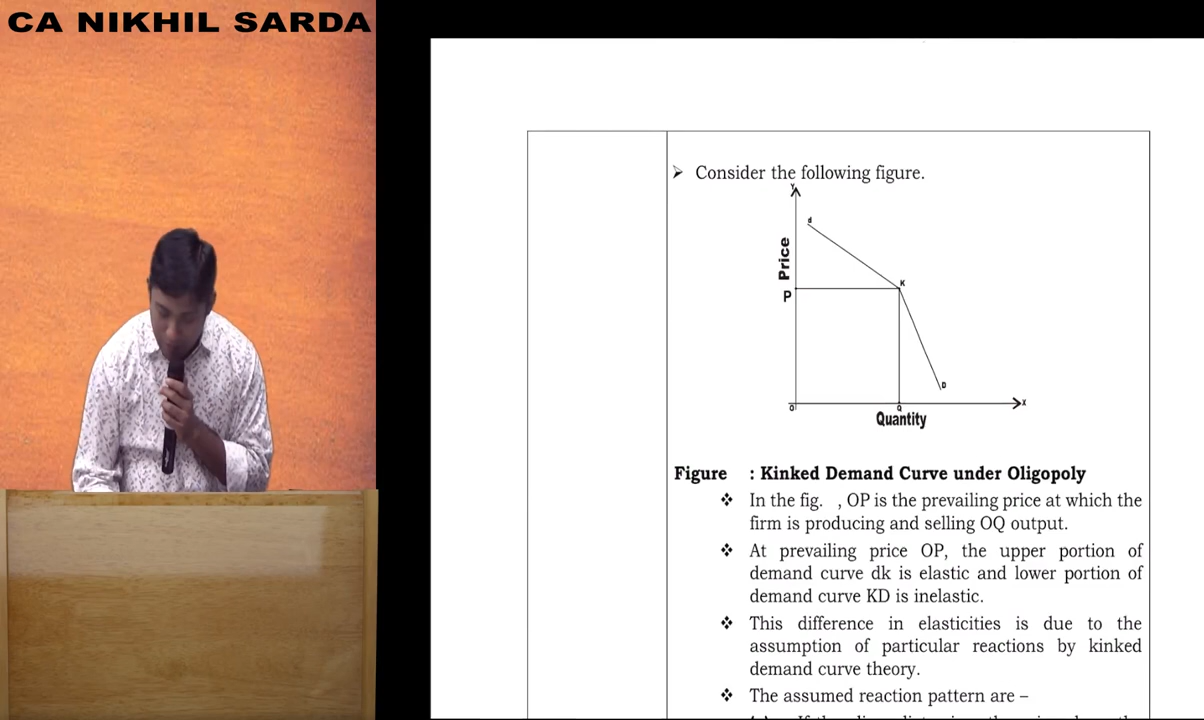 CA NIKHIL SARDA
➢ Consider the following figure.
Y
d
Price
K
P
D
O
Q
X
Quantity
Figure : Kinked Demand Curve under Oligopoly
❖ In the fig. , OP is the prevailing price at which the
firm is producing and selling OQ output.
❖ At prevailing price OP, the upper portion of
demand curve dk is elastic and lower portion of
demand curve KD is inelastic.
❖ This difference in elasticities is due to the
assumption of particular reactions by kinked
demand curve theory.
❖ The assumed reaction pattern are –